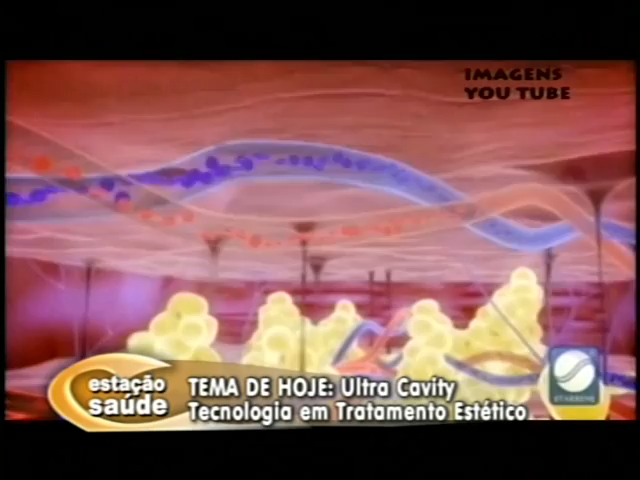 IMAGENS
YOU TUBE
estação
saúde
TEMA DE HOJE: Ultra Cavity
Tecnologia em Tratamento Estético